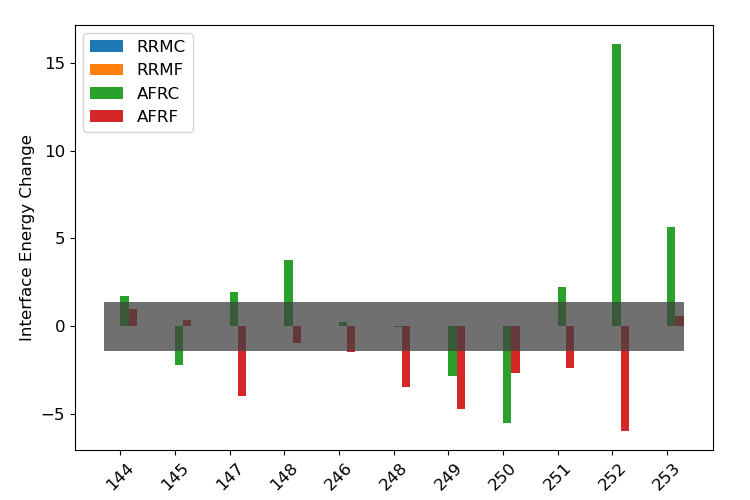 RRMC
RRMF
AFRC
AFRF
Interface Energy Change
15
10
5
0
−5
144 145 147 148 246 248 249 250 251 252 253